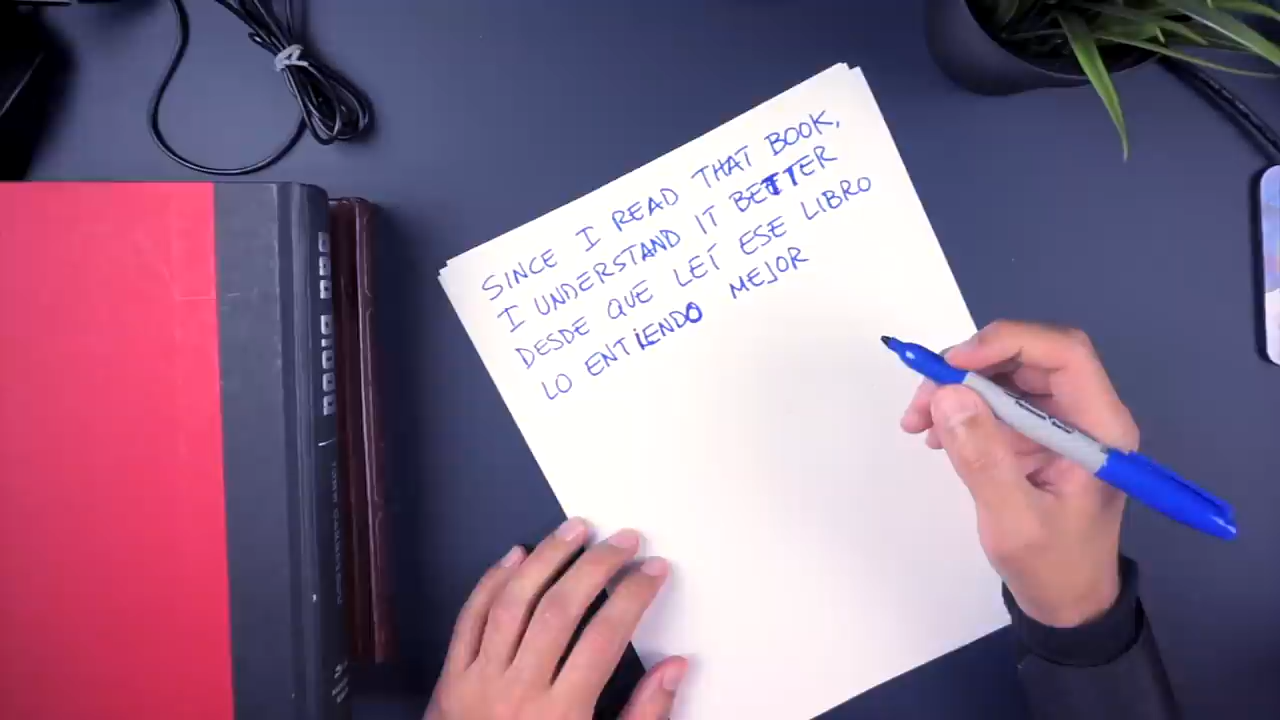 SINCE I READ THAT BOOK,
I UNDERSTAND IT BETTER
DESDE QUE LEÍ ESE LIBRO
LO ENTIENDO MEJOR